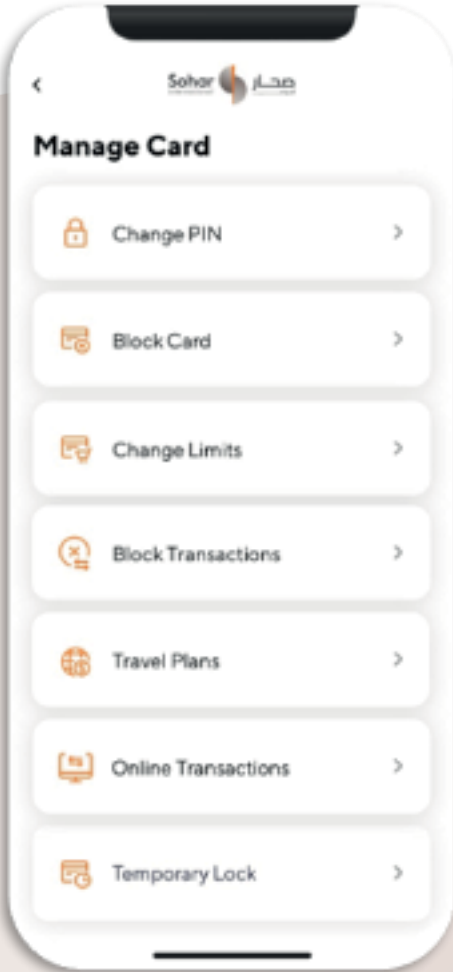 Sohar صحار
Manage Card
Change PIN
Block Card
Change Limits
Block Transactions
Travel Plans
Online Transactions
Temporary Lock